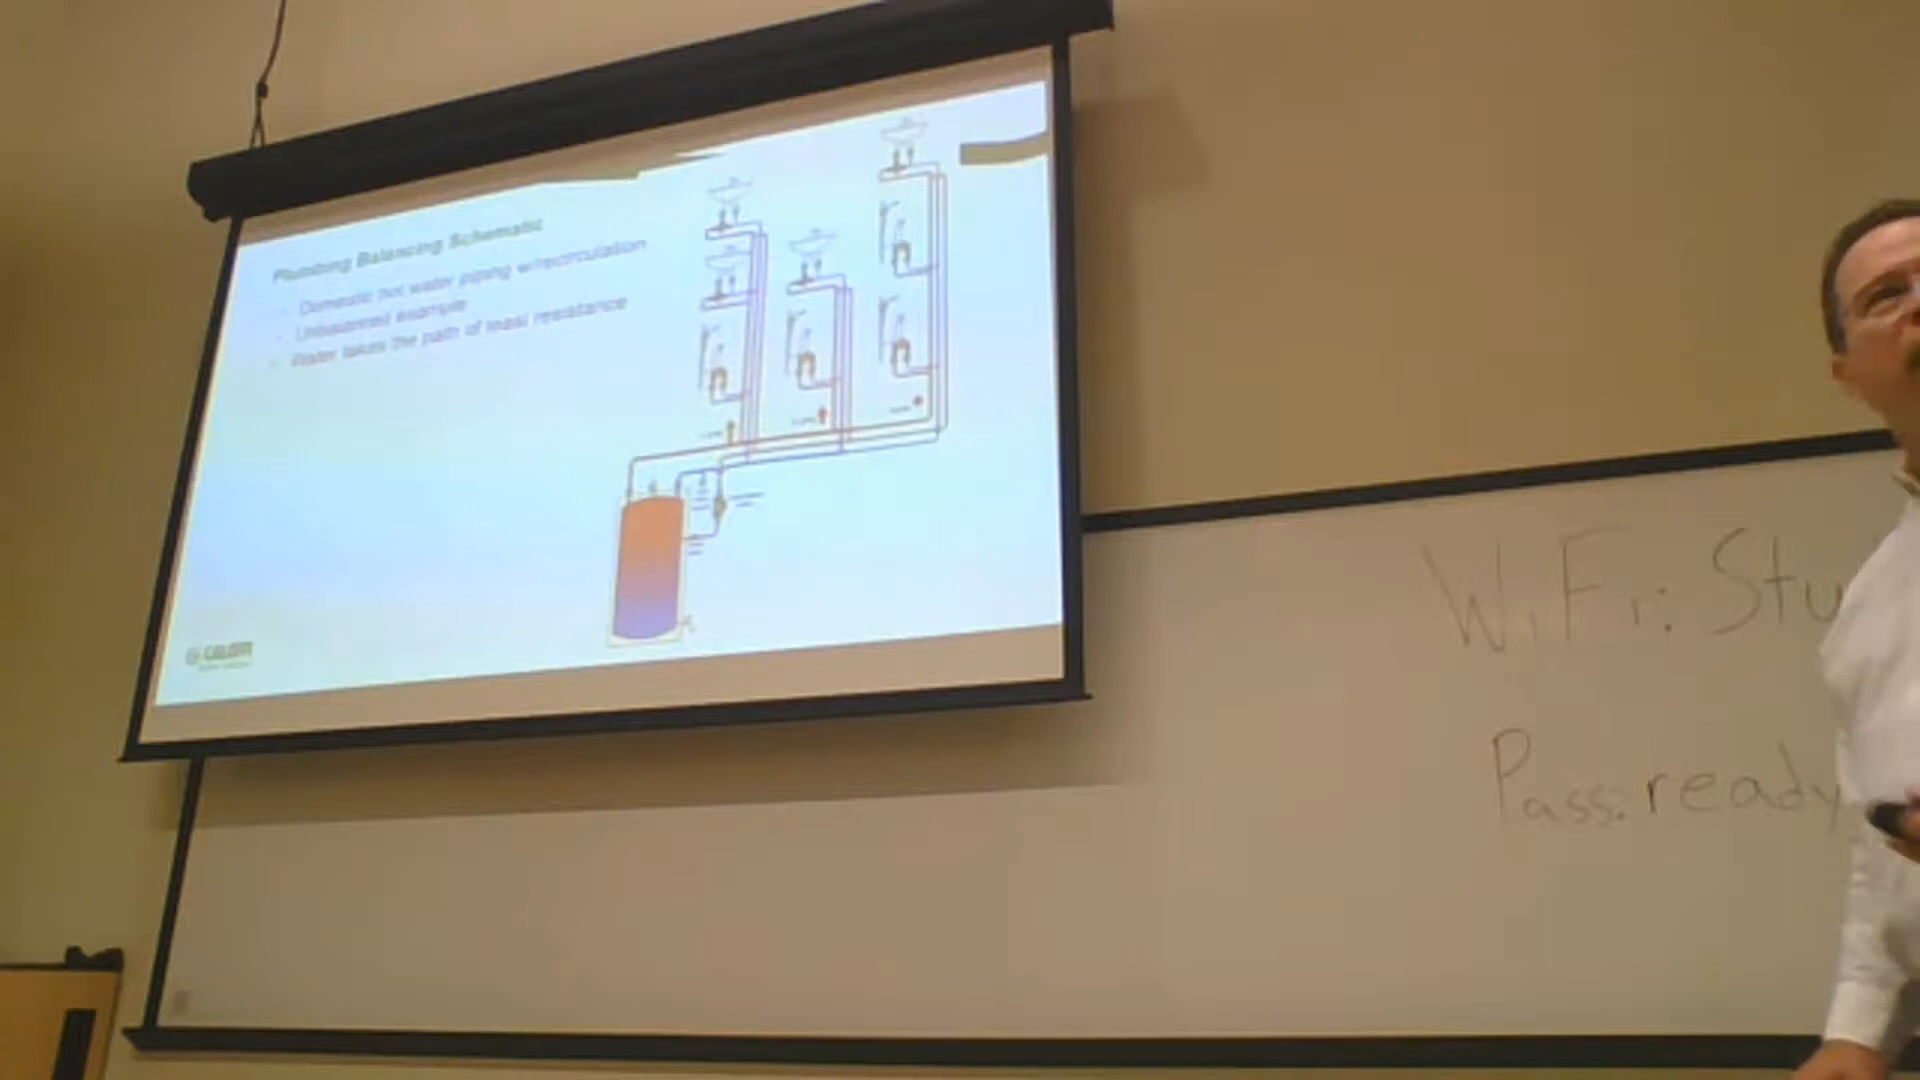 Plumbing Balancing Schematic
- Domestic hot water piping w/recirculation
- Unbalanced example
- Water takes the path of least resistance
CALEFFI
WiFi: Stu
Pass: ready